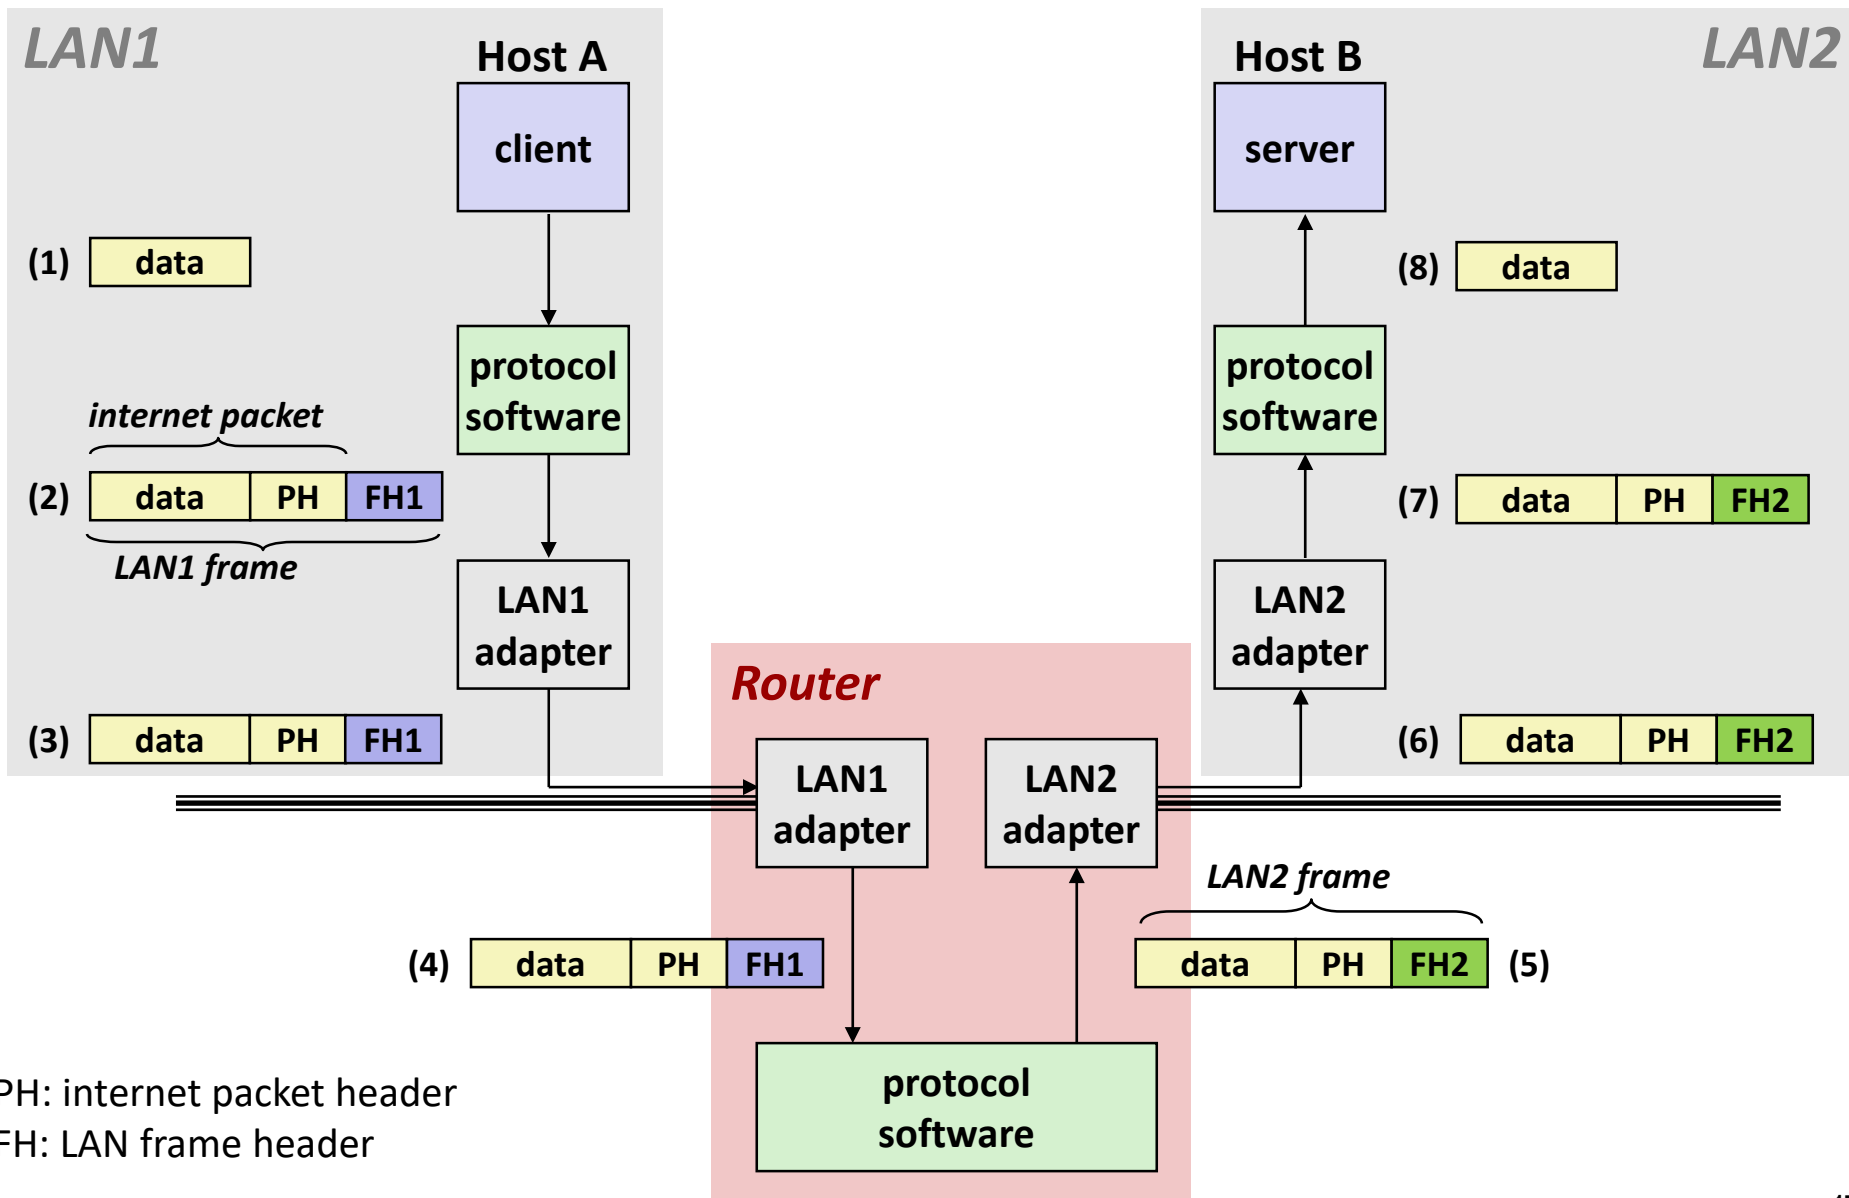 LAN1
Host A
Host B
LAN2
client
server
(1) data
(8) data
protocol
software
protocol
software
internet packet
(2) data PH FH1
(7) data PH FH2
LAN1 frame
LAN1
adapter
LAN2
adapter
Router
(3) data PH FH1
(6) data PH FH2
LAN1
adapter
LAN2
adapter
LAN2 frame
(4) data PH FH1
data PH FH2 (5)
protocol
software
PH: internet packet header
FH: LAN frame header